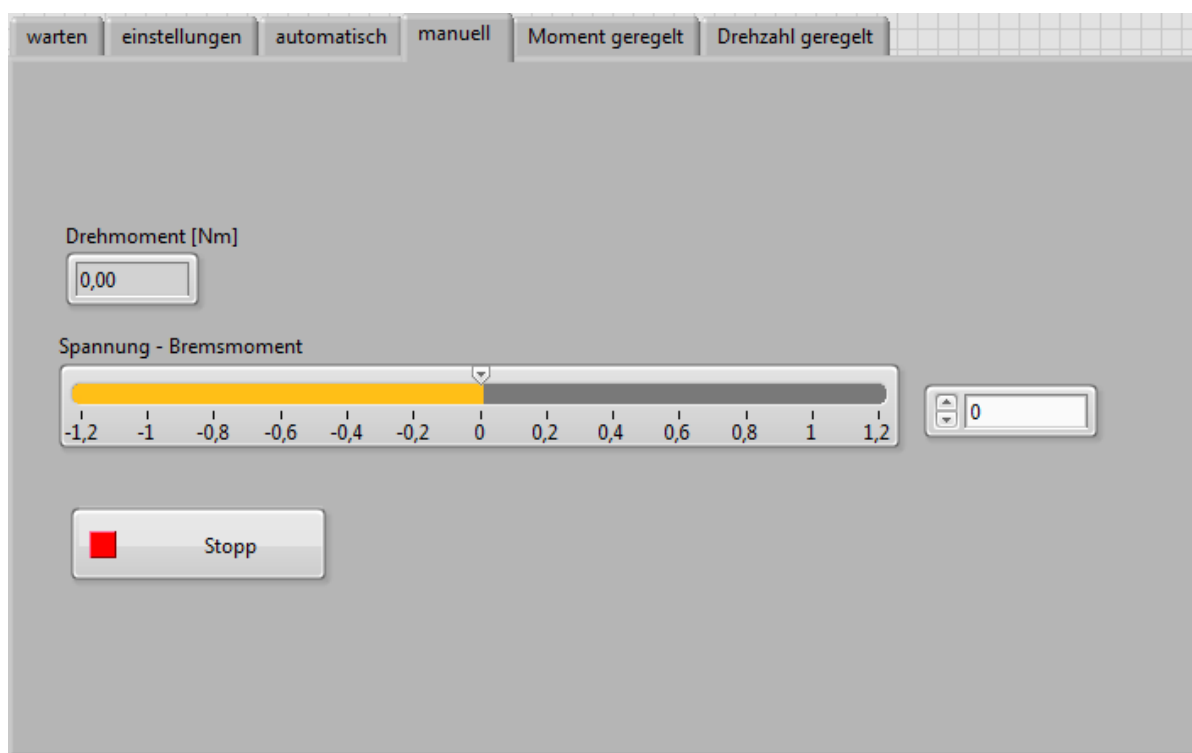 warten einstellungen automatisch manuell Moment geregelt Drehzahl geregelt
Drehmoment [Nm]
0,00
Spannung - Bremsmoment
-1,2 -1 -0,8 -0,6 -0,4 -0,2 0 0,2 0,4 0,6 0,8 1 1,2
0
Stopp